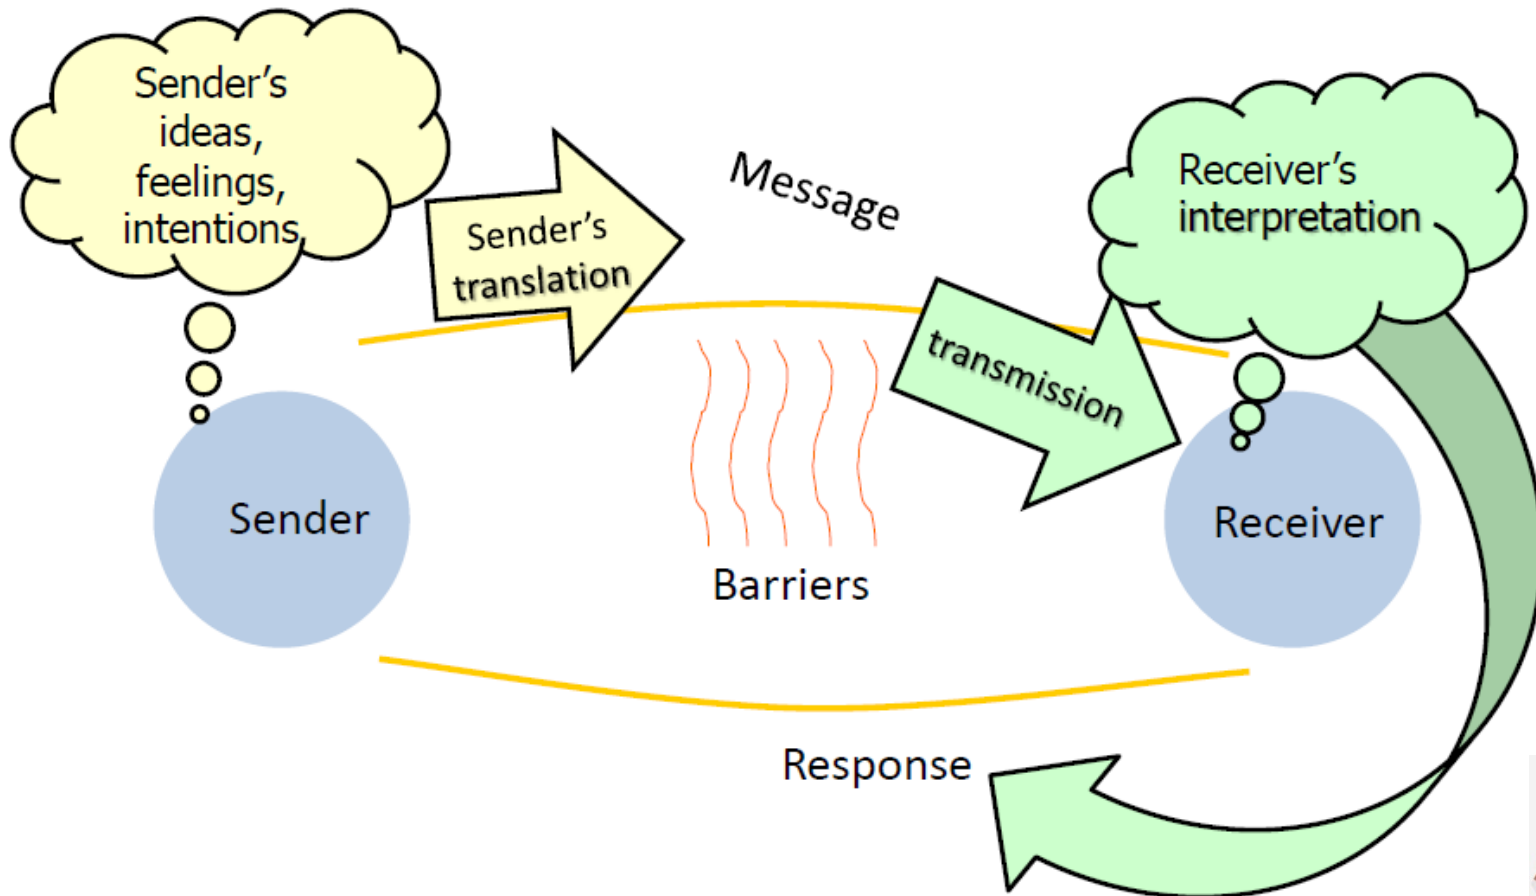 Sender's
ideas,
feelings,
intentions
Sender's
translation
Message
Receiver's
interpretation
transmission
Sender
Receiver
Barriers
Response